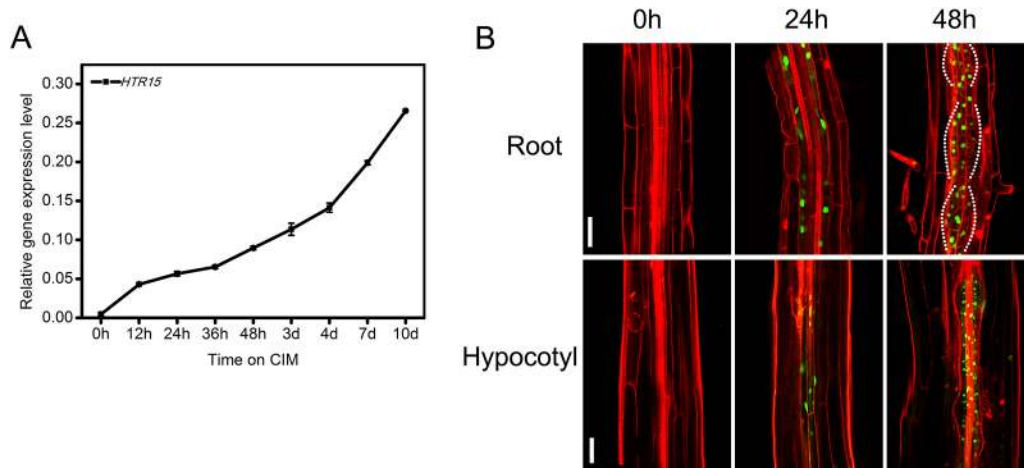 A
Relative gene expression level
0.30
0.25
0.20
0.15
0.10
0.05
0.00
HTR15
0h 12h 24h 36h 48h 3d 4d 7d 10d
Time on CIM
B
0h 24h 48h
Root
Hypocotyl